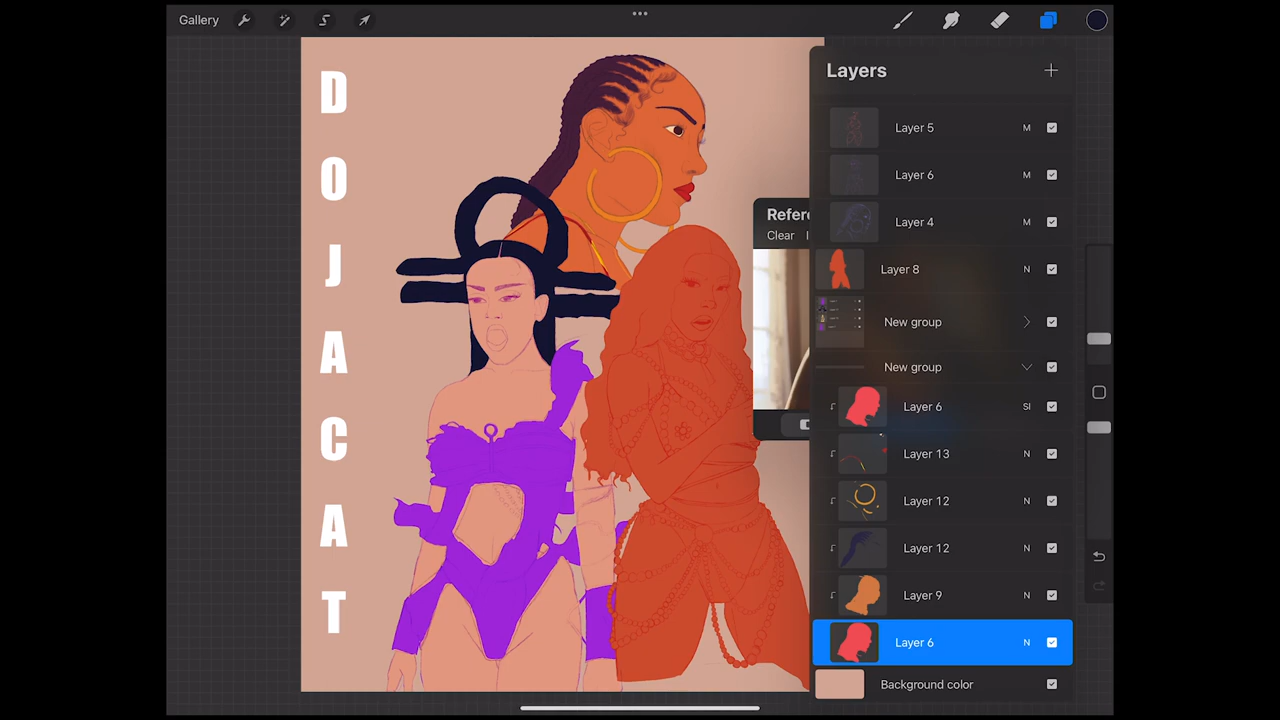 Gallery
Layers
D
O
J
A
C
A
T
Layer 5 M
Layer 6 M
Layer 4 M
Refere
Clear
Layer 8 N
New group
New group
Layer 6 SI
Layer 13 N
Layer 12 N
Layer 12 N
Layer 9 N
Layer 6 N
Background color